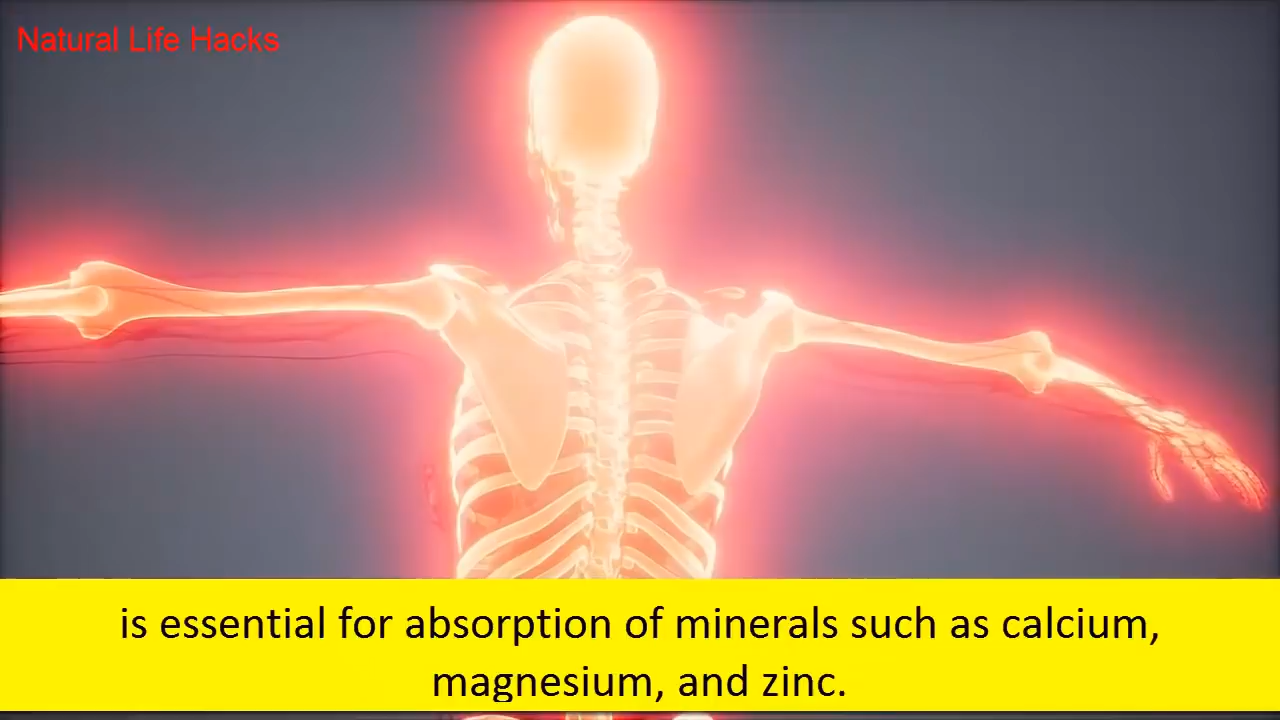 Natural Life Hacks
is essential for absorption of minerals such as calcium,
magnesium, and zinc.